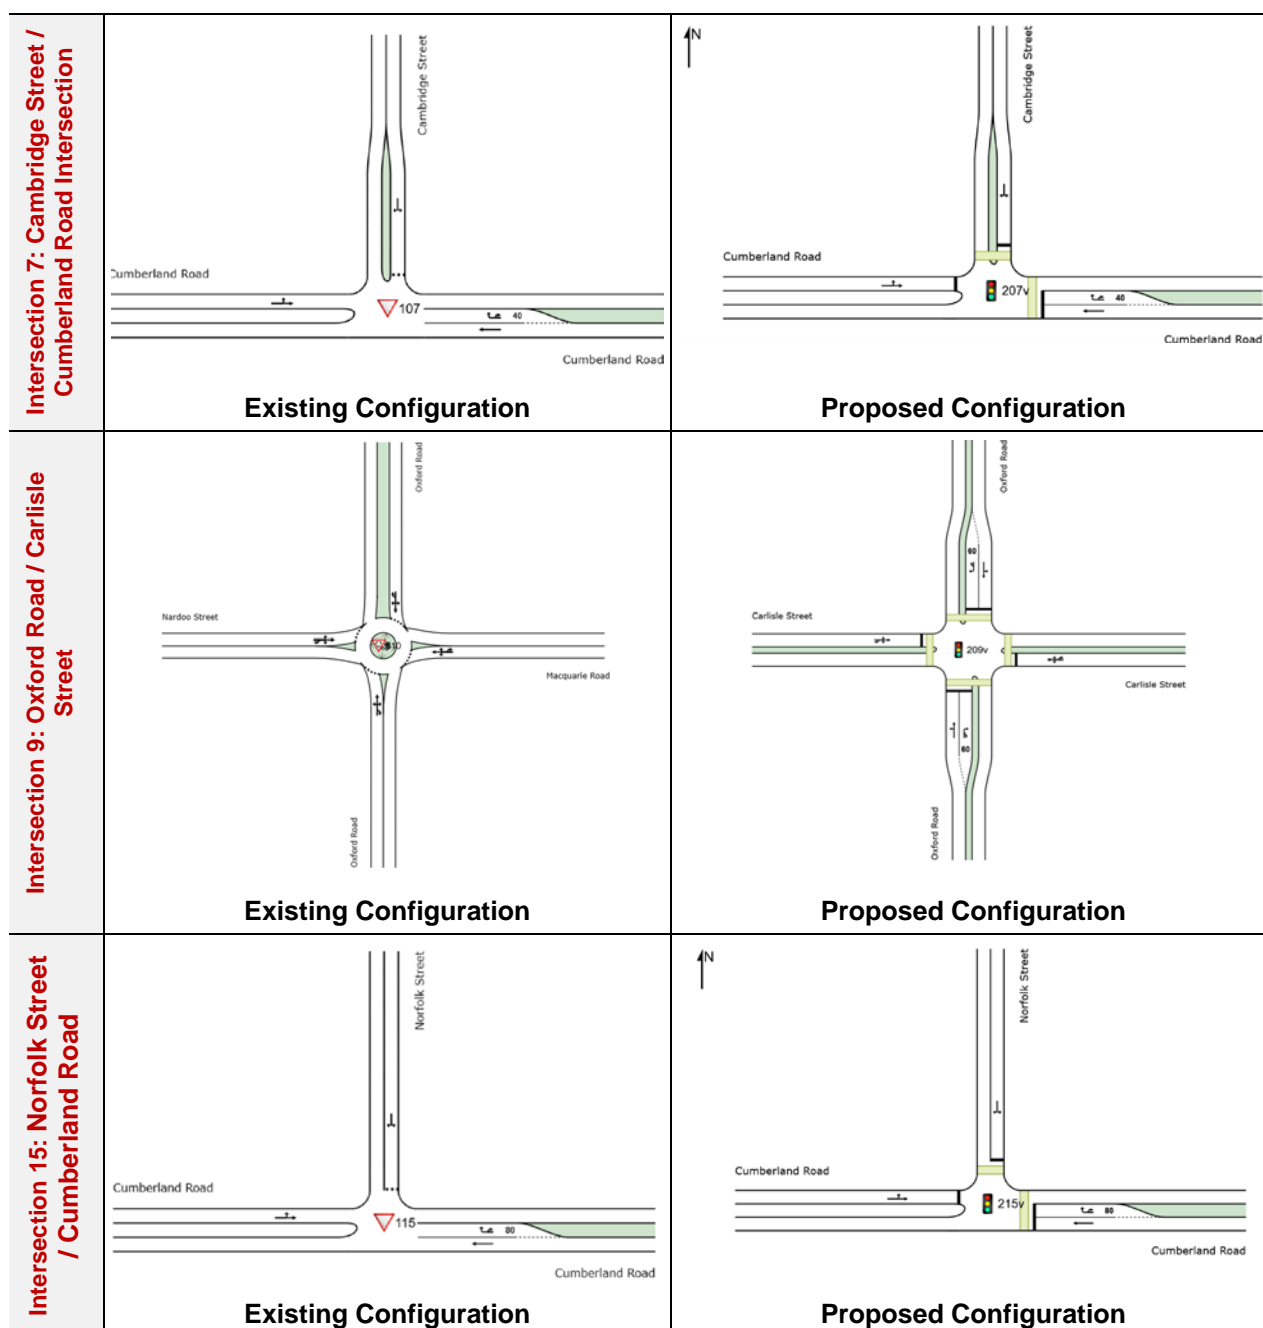 Intersection 7: Cambridge Street /
Cumberland Road Intersection
Cambridge Street
Cumberland Road
107
40
Cumberland Road
Existing Configuration
N
Cambridge Street
Cumberland Road
207v
40
Cumberland Road
Proposed Configuration
Intersection 9: Oxford Road / Carlisle
Street
Oxford Road
Nardoo Street
Macquarie Road
Oxford Road
Existing Configuration
Oxford Road
60
Carlisle Street
209v
Carlisle Street
60
Oxford Road
Proposed Configuration
Intersection 15: Norfolk Street
/ Cumberland Road
Norfolk Street
Cumberland Road
115
80
Cumberland Road
Existing Configuration
N
Norfolk Street
Cumberland Road
215v
80
Cumberland Road
Proposed Configuration